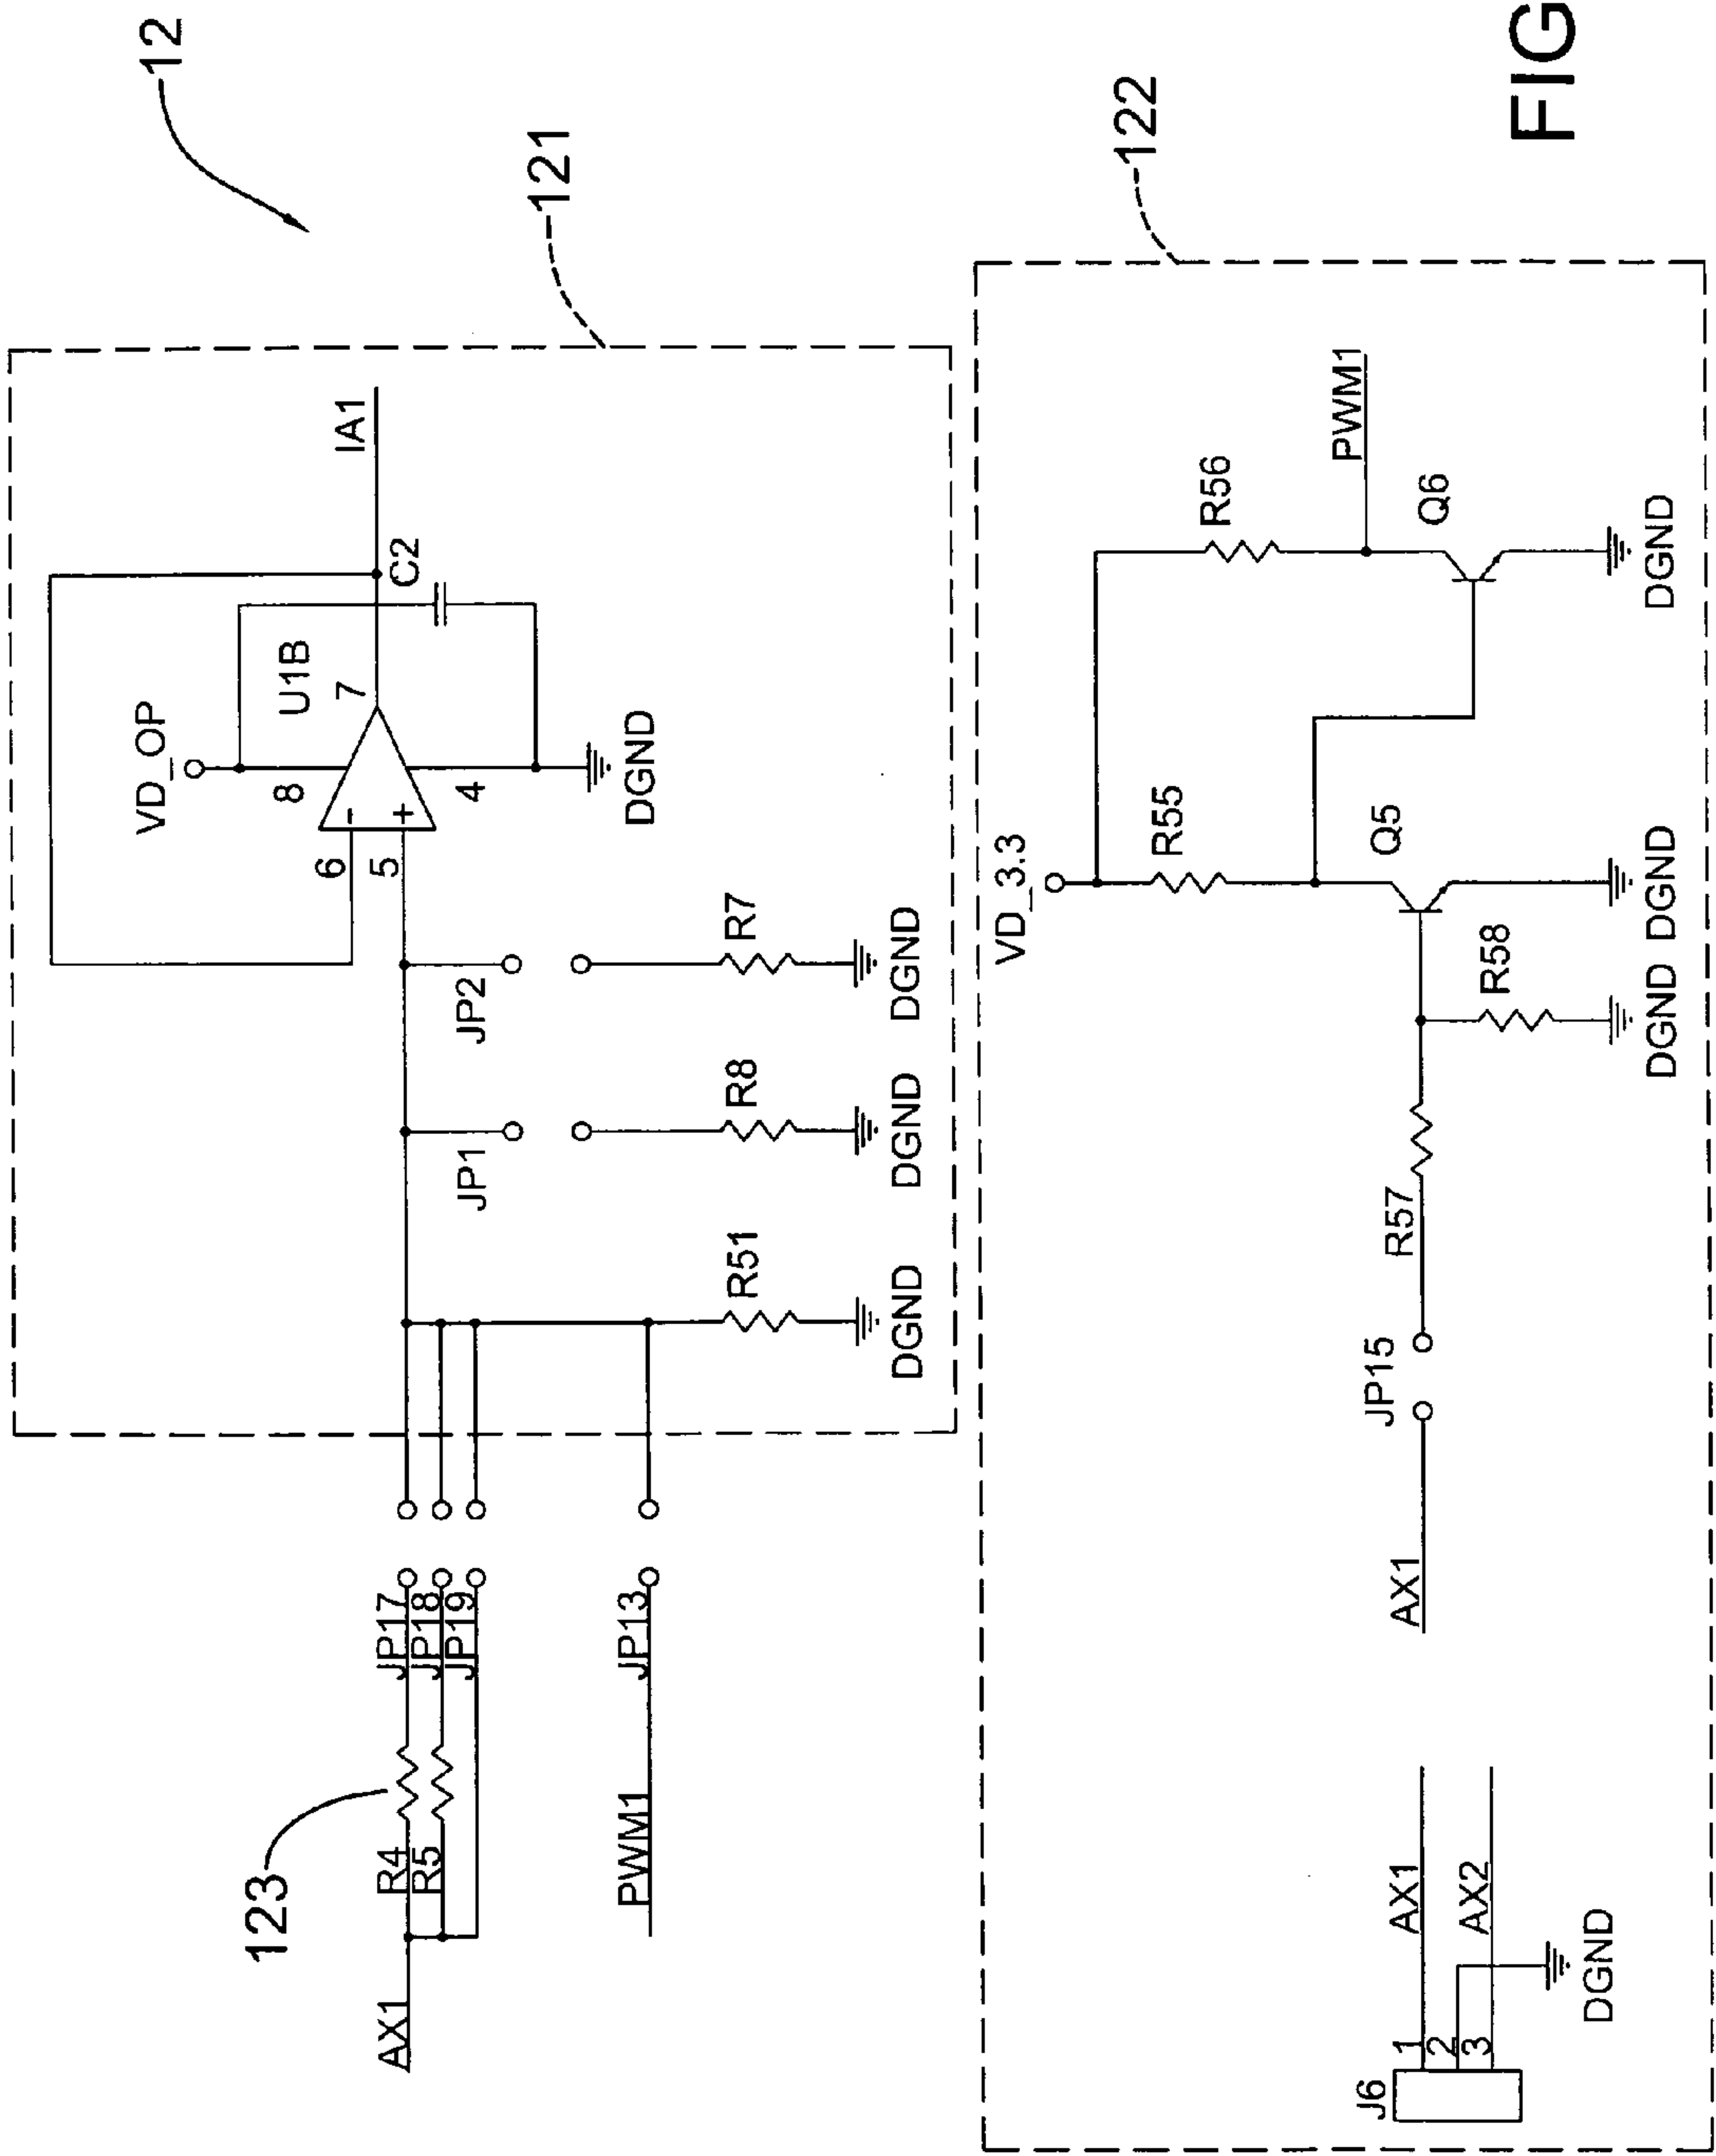 12
121
VD_OP
U1B
IA1
8
7
C2
6
-
5
+
4
DGND
JP2
R7
DGND
JP1
R8
DGND
R51
DGND
123
AX1
R4
JP17
R5
JP18
JP19
PWM1
JP13
122
VD_3.3
R55
R56
PWM1
Q5
Q6
DGND
DGND
R58
DGND
R57
JP15
AX1
J6
1
AX1
2
3
AX2
DGND
FIG